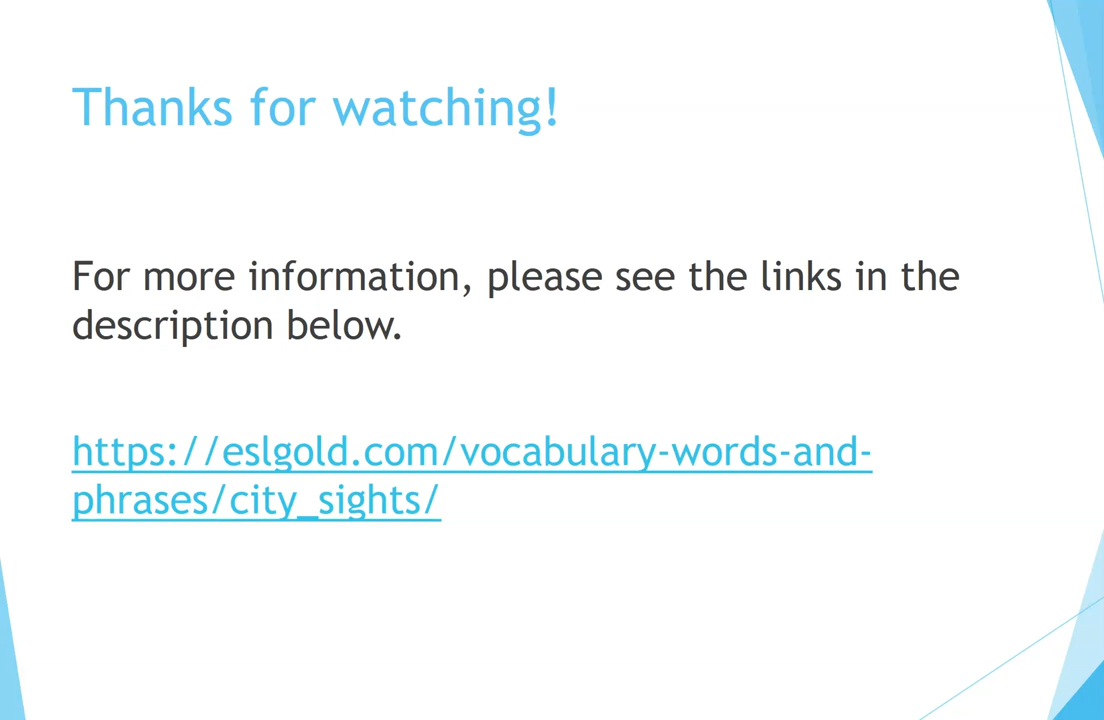 Thanks for watching!
For more information, please see the links in the
description below.
https://eslgold.com/vocabulary-words-and-
phrases/city_sights/